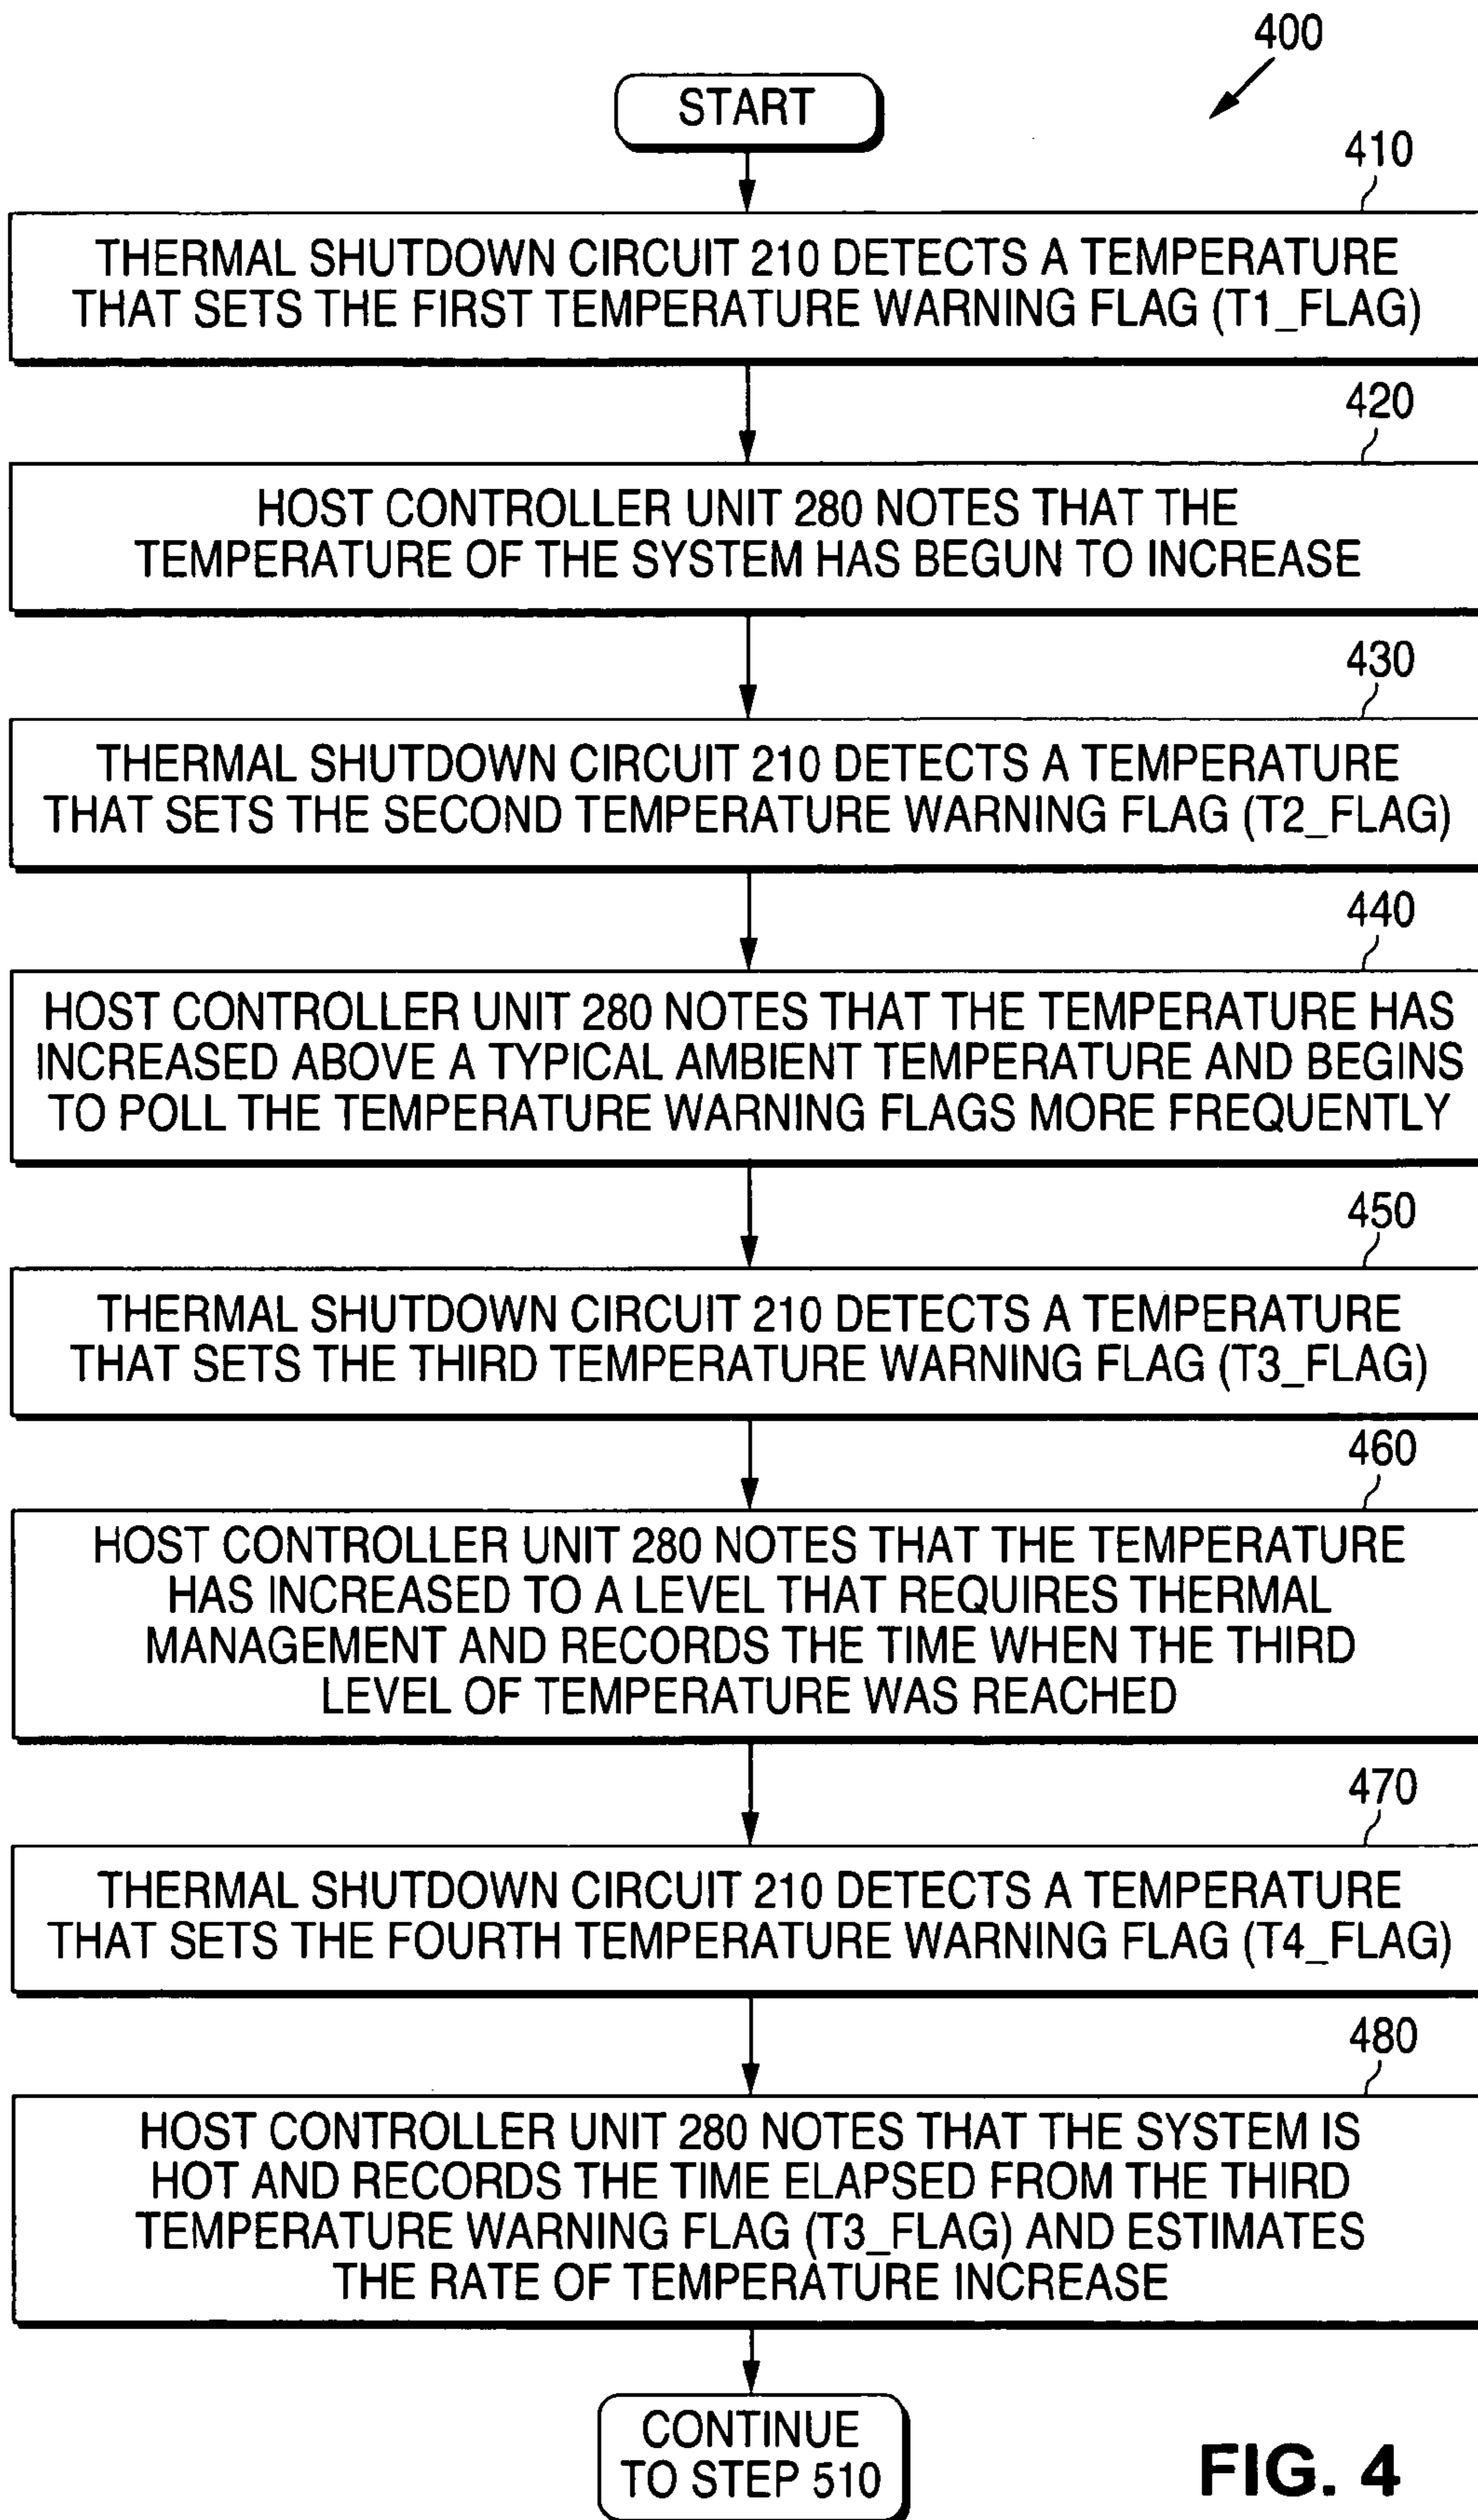 400
START
410
THERMAL SHUTDOWN CIRCUIT 210 DETECTS A TEMPERATURE
THAT SETS THE FIRST TEMPERATURE WARNING FLAG (T1_FLAG)
420
HOST CONTROLLER UNIT 280 NOTES THAT THE
TEMPERATURE OF THE SYSTEM HAS BEGUN TO INCREASE
430
THERMAL SHUTDOWN CIRCUIT 210 DETECTS A TEMPERATURE
THAT SETS THE SECOND TEMPERATURE WARNING FLAG (T2_FLAG)
440
HOST CONTROLLER UNIT 280 NOTES THAT THE TEMPERATURE HAS
INCREASED ABOVE A TYPICAL AMBIENT TEMPERATURE AND BEGINS
TO POLL THE TEMPERATURE WARNING FLAGS MORE FREQUENTLY
450
THERMAL SHUTDOWN CIRCUIT 210 DETECTS A TEMPERATURE
THAT SETS THE THIRD TEMPERATURE WARNING FLAG (T3_FLAG)
460
HOST CONTROLLER UNIT 280 NOTES THAT THE TEMPERATURE
HAS INCREASED TO A LEVEL THAT REQUIRES THERMAL
MANAGEMENT AND RECORDS THE TIME WHEN THE THIRD
LEVEL OF TEMPERATURE WAS REACHED
470
THERMAL SHUTDOWN CIRCUIT 210 DETECTS A TEMPERATURE
THAT SETS THE FOURTH TEMPERATURE WARNING FLAG (T4_FLAG)
480
HOST CONTROLLER UNIT 280 NOTES THAT THE SYSTEM IS
HOT AND RECORDS THE TIME ELAPSED FROM THE THIRD
TEMPERATURE WARNING FLAG (T3_FLAG) AND ESTIMATES
THE RATE OF TEMPERATURE INCREASE
CONTINUE
TO STEP 510
FIG. 4